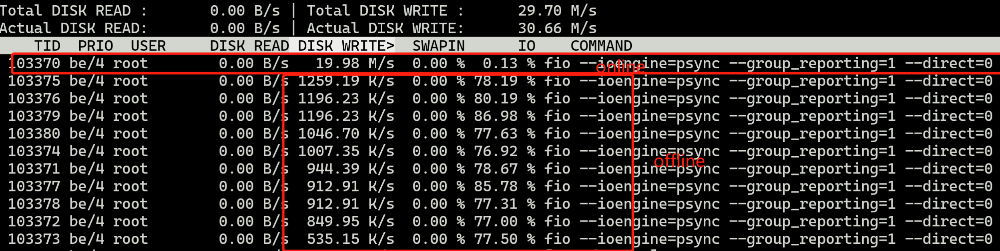 Total DISK READ :       0.00 B/s | Total DISK WRITE :      29.70 M/s
Actual DISK READ:       0.00 B/s | Actual DISK WRITE:      30.66 M/s
TID  PRIO  USER     DISK READ DISK WRITE>  SWAPIN      IO    COMMAND
103370 be/4 root        0.00 B/s   19.98 M/s  0.00 %  0.13 % fio --ioengine=psync --group_reporting=1 --direct=0
online
103375 be/4 root        0.00 B/s 1259.19 K/s  0.00 % 78.19 % fio --ioengine=psync --group_reporting=1 --direct=0
103376 be/4 root        0.00 B/s 1196.23 K/s  0.00 % 80.19 % fio --ioengine=psync --group_reporting=1 --direct=0
103379 be/4 root        0.00 B/s 1196.23 K/s  0.00 % 86.98 % fio --ioengine=psync --group_reporting=1 --direct=0
103380 be/4 root        0.00 B/s 1046.70 K/s  0.00 % 77.63 % fio --ioengine=psync --group_reporting=1 --direct=0
103374 be/4 root        0.00 B/s 1007.35 K/s  0.00 % 76.92 % fio --ioengine=psync --group_reporting=1 --direct=0
offline
103371 be/4 root        0.00 B/s  944.39 K/s  0.00 % 78.67 % fio --ioengine=psync --group_reporting=1 --direct=0
103377 be/4 root        0.00 B/s  912.91 K/s  0.00 % 85.78 % fio --ioengine=psync --group_reporting=1 --direct=0
103378 be/4 root        0.00 B/s  912.91 K/s  0.00 % 77.31 % fio --ioengine=psync --group_reporting=1 --direct=0
103372 be/4 root        0.00 B/s  849.95 K/s  0.00 % 77.00 % fio --ioengine=psync --group_reporting=1 --direct=0
103373 be/4 root        0.00 B/s  535.15 K/s  0.00 % 77.50 % fio --ioengine=psync --group_reporting=1 --direct=0